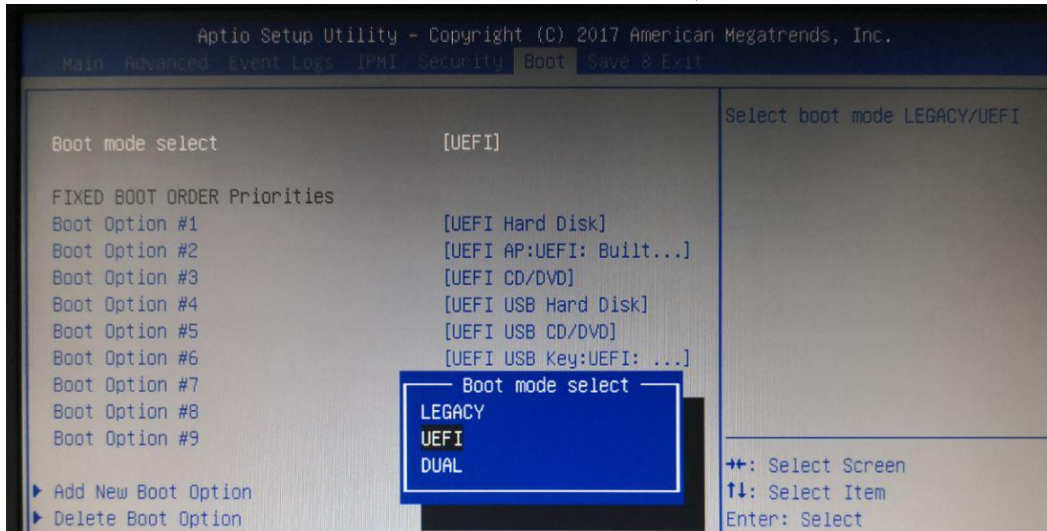 Aptio Setup Utility - Copyright (C) 2017 American Megatrends, Inc.
Main Advanced Event Logs IPMI Security Boot Save & Exit
Boot mode select [UEFI]
Select boot mode LEGACY/UEFI
FIXED BOOT ORDER Priorities
Boot Option #1 [UEFI Hard Disk]
Boot Option #2 [UEFI AP:UEFI: Built...]
Boot Option #3 [UEFI CD/DVD]
Boot Option #4 [UEFI USB Hard Disk]
Boot Option #5 [UEFI USB CD/DVD]
Boot Option #6 [UEFI USB Key:UEFI: ...]
Boot Option #7
Boot Option #8
Boot Option #9
Boot mode select
LEGACY
UEFI
DUAL
Add New Boot Option
Delete Boot Option
→←: Select Screen
↑↓: Select Item
Enter: Select